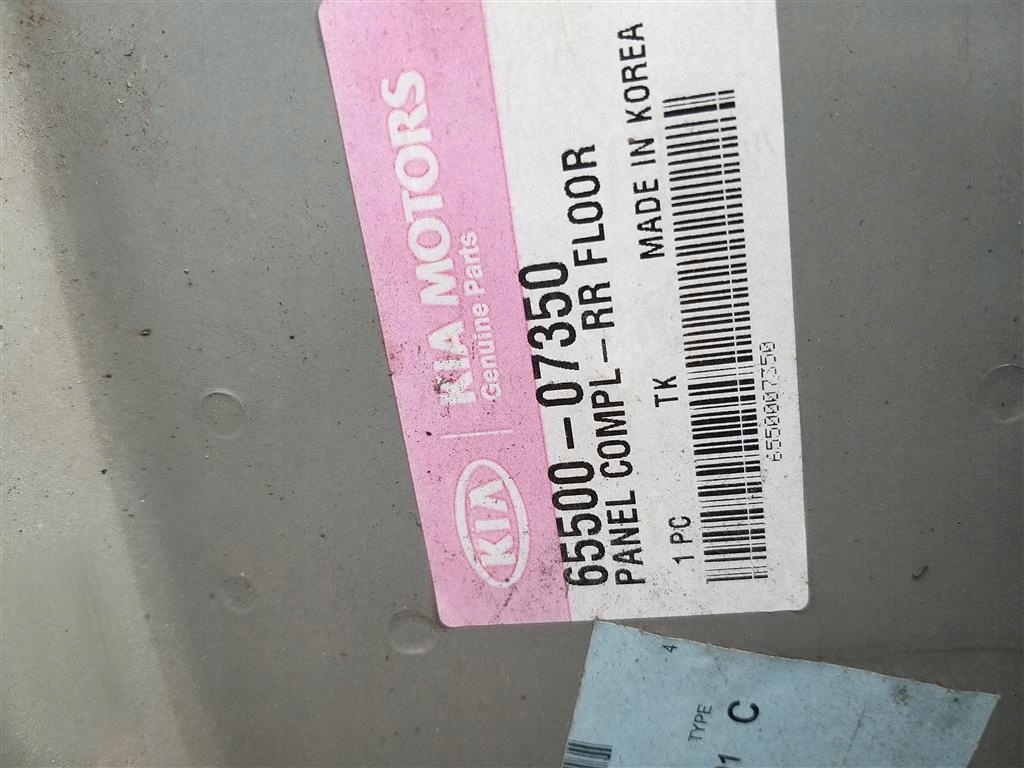 KIA
KIA MOTORS
Genuine Parts
65500-07350
PANEL COMPL-RR FLOOR
MADE IN KOREA
1 PC
TK
6550007350
4
TYPE
C